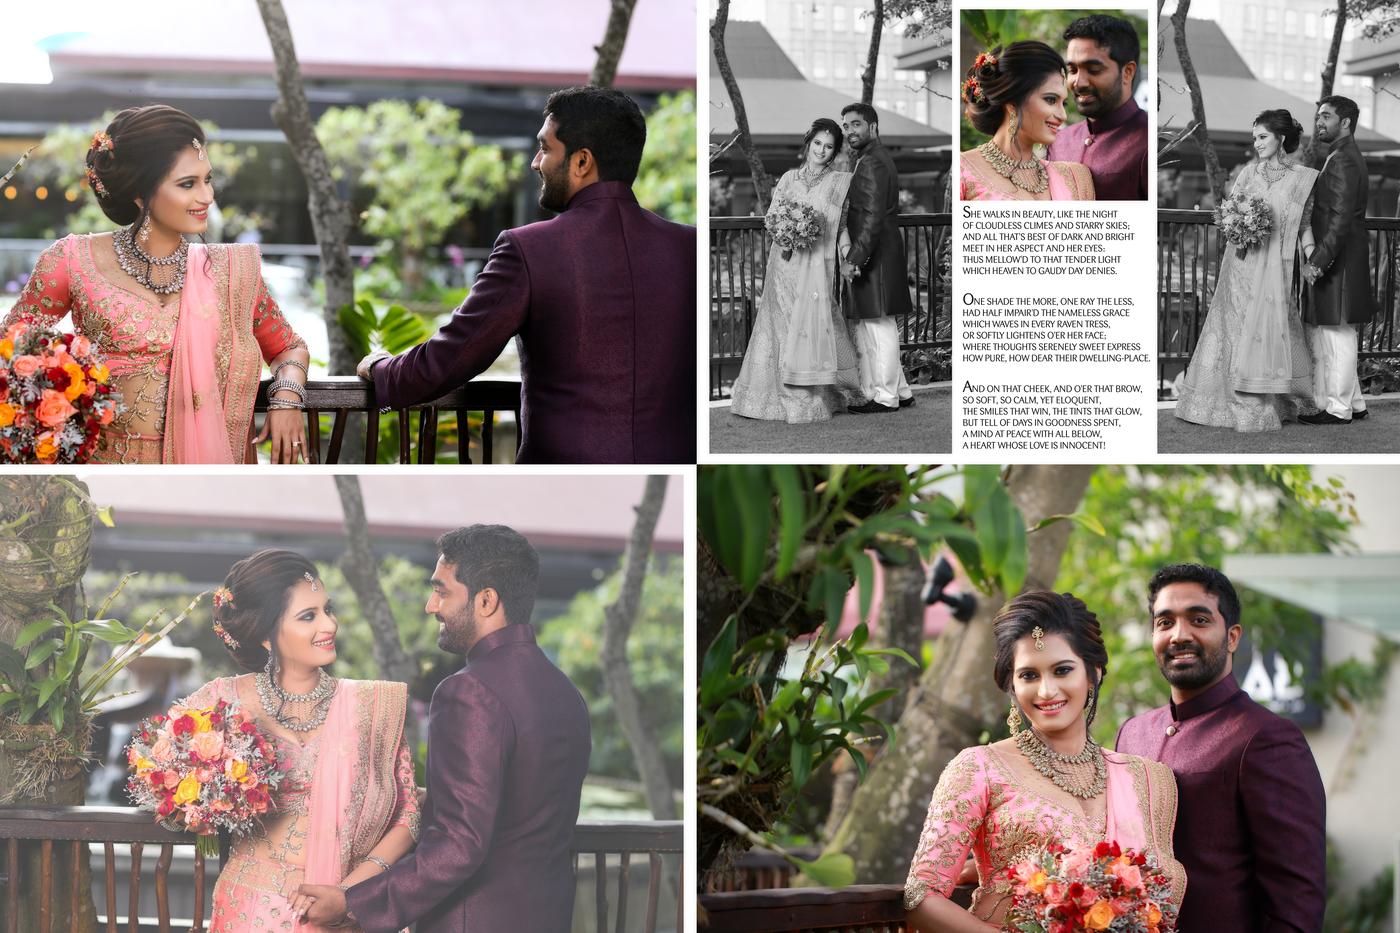 SHE WALKS IN BEAUTY, LIKE THE NIGHT
OF CLOUDLESS CLIMES AND STARRY SKIES;
AND ALL THAT'S BEST OF DARK AND BRIGHT
MEET IN HER ASPECT AND HER EYES:
THUS MELLOW'D TO THAT TENDER LIGHT
WHICH HEAVEN TO GAUDY DAY DENIES.
ONE SHADE THE MORE, ONE RAY THE LESS,
HAD HALF IMPAIR'D THE NAMELESS GRACE
WHICH WAVES IN EVERY RAVEN TRESS,
OR SOFTLY LIGHTENS O'ER HER FACE;
WHERE THOUGHTS SERENELY SWEET EXPRESS
HOW PURE, HOW DEAR THEIR DWELLING-PLACE.
AND ON THAT CHEEK, AND O'ER THAT BROW,
SO SOFT, SO CALM, YET ELOQUENT,
THE SMILES THAT WIN, THE TINTS THAT GLOW,
BUT TELL OF DAYS IN GOODNESS SPENT,
A MIND AT PEACE WITH ALL BELOW,
A HEART WHOSE LOVE IS INNOCENT!